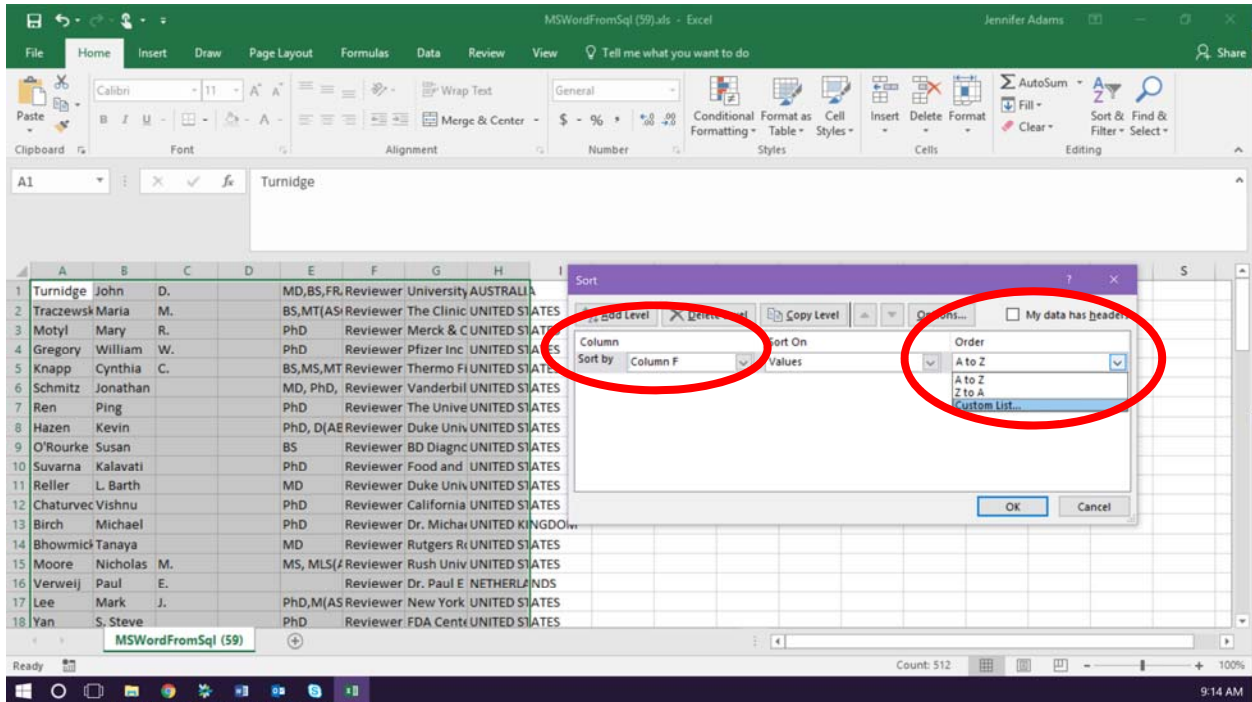 MSWordFromSql (59).xls - Excel
Jennifer Adams
File Home Insert Draw Page Layout Formulas Data Review View Tell me what you want to do Share
Calibri 11 A A Wrap Text General AutoSum
Paste B I U A Merge & Center $ - % Conditional Formatting Format as Table Cell Styles Insert Delete Format Fill Clear Sort & Filter Find & Select
Clipboard Font Alignment Number Styles Cells Editing
A1 fx Turnidge
A B C D E F G H I S
1 Turnidge John D. MD,BS,FR Reviewer University AUSTRALIA
2 Traczewsk Maria M. BS,MT(AS Reviewer The Clinic UNITED STATES
3 Motyl Mary R. PhD Reviewer Merck & C UNITED STATES
4 Gregory William W. PhD Reviewer Pfizer Inc UNITED STATES
5 Knapp Cynthia C. BS,MS,MT Reviewer Thermo Fi UNITED STATES
6 Schmitz Jonathan MD, PhD, Reviewer Vanderbil UNITED STATES
7 Ren Ping PhD Reviewer The Unive UNITED STATES
8 Hazen Kevin PhD, D(AB Reviewer Duke Univ UNITED STATES
9 O'Rourke Susan BS Reviewer BD Diagno UNITED STATES
10 Suvarna Kalavati PhD Reviewer Food and UNITED STATES
11 Reller L. Barth MD Reviewer Duke Univ UNITED STATES
12 Chaturvec Vishnu PhD Reviewer California UNITED STATES
13 Birch Michael PhD Reviewer Dr. Micha UNITED KINGDOM
14 Bhowmick Tanaya MD Reviewer Rutgers Ro UNITED STATES
15 Moore Nicholas M. MS, MLS(A Reviewer Rush Univ UNITED STATES
16 Verweij Paul E. Reviewer Dr. Paul E NETHERLANDS
17 Lee Mark J. PhD,M(AS Reviewer New York UNITED STATES
18 Yan S. Steve PhD Reviewer FDA Cente UNITED STATES
Sort ? ×
Add Level Delete Level Copy Level Options... My data has headers
Column Sort On Order
Sort by Column F Values A to Z
A to Z
Z to A
Custom List...
OK Cancel
MSWordFromSql (59)
Ready Count: 512 100%
9:14 AM